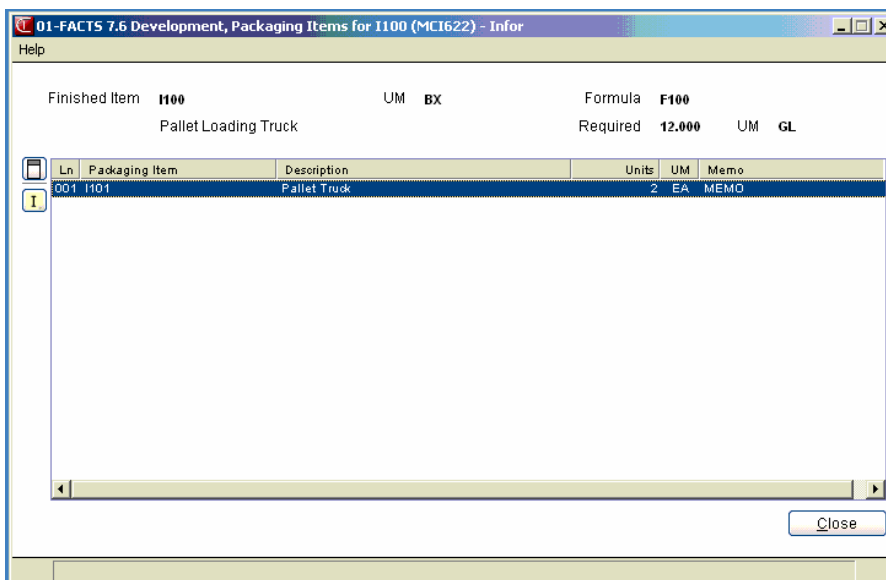 01-FACTS 7.6 Development, Packaging Items for I100 (MCI622) - Infor
Help
Finished Item I100 UM BX Formula F100
Pallet Loading Truck Required 12.000 UM GL
Ln Packaging Item Description Units UM Memo
001 I101 Pallet Truck 2 EA MEMO
I
Close